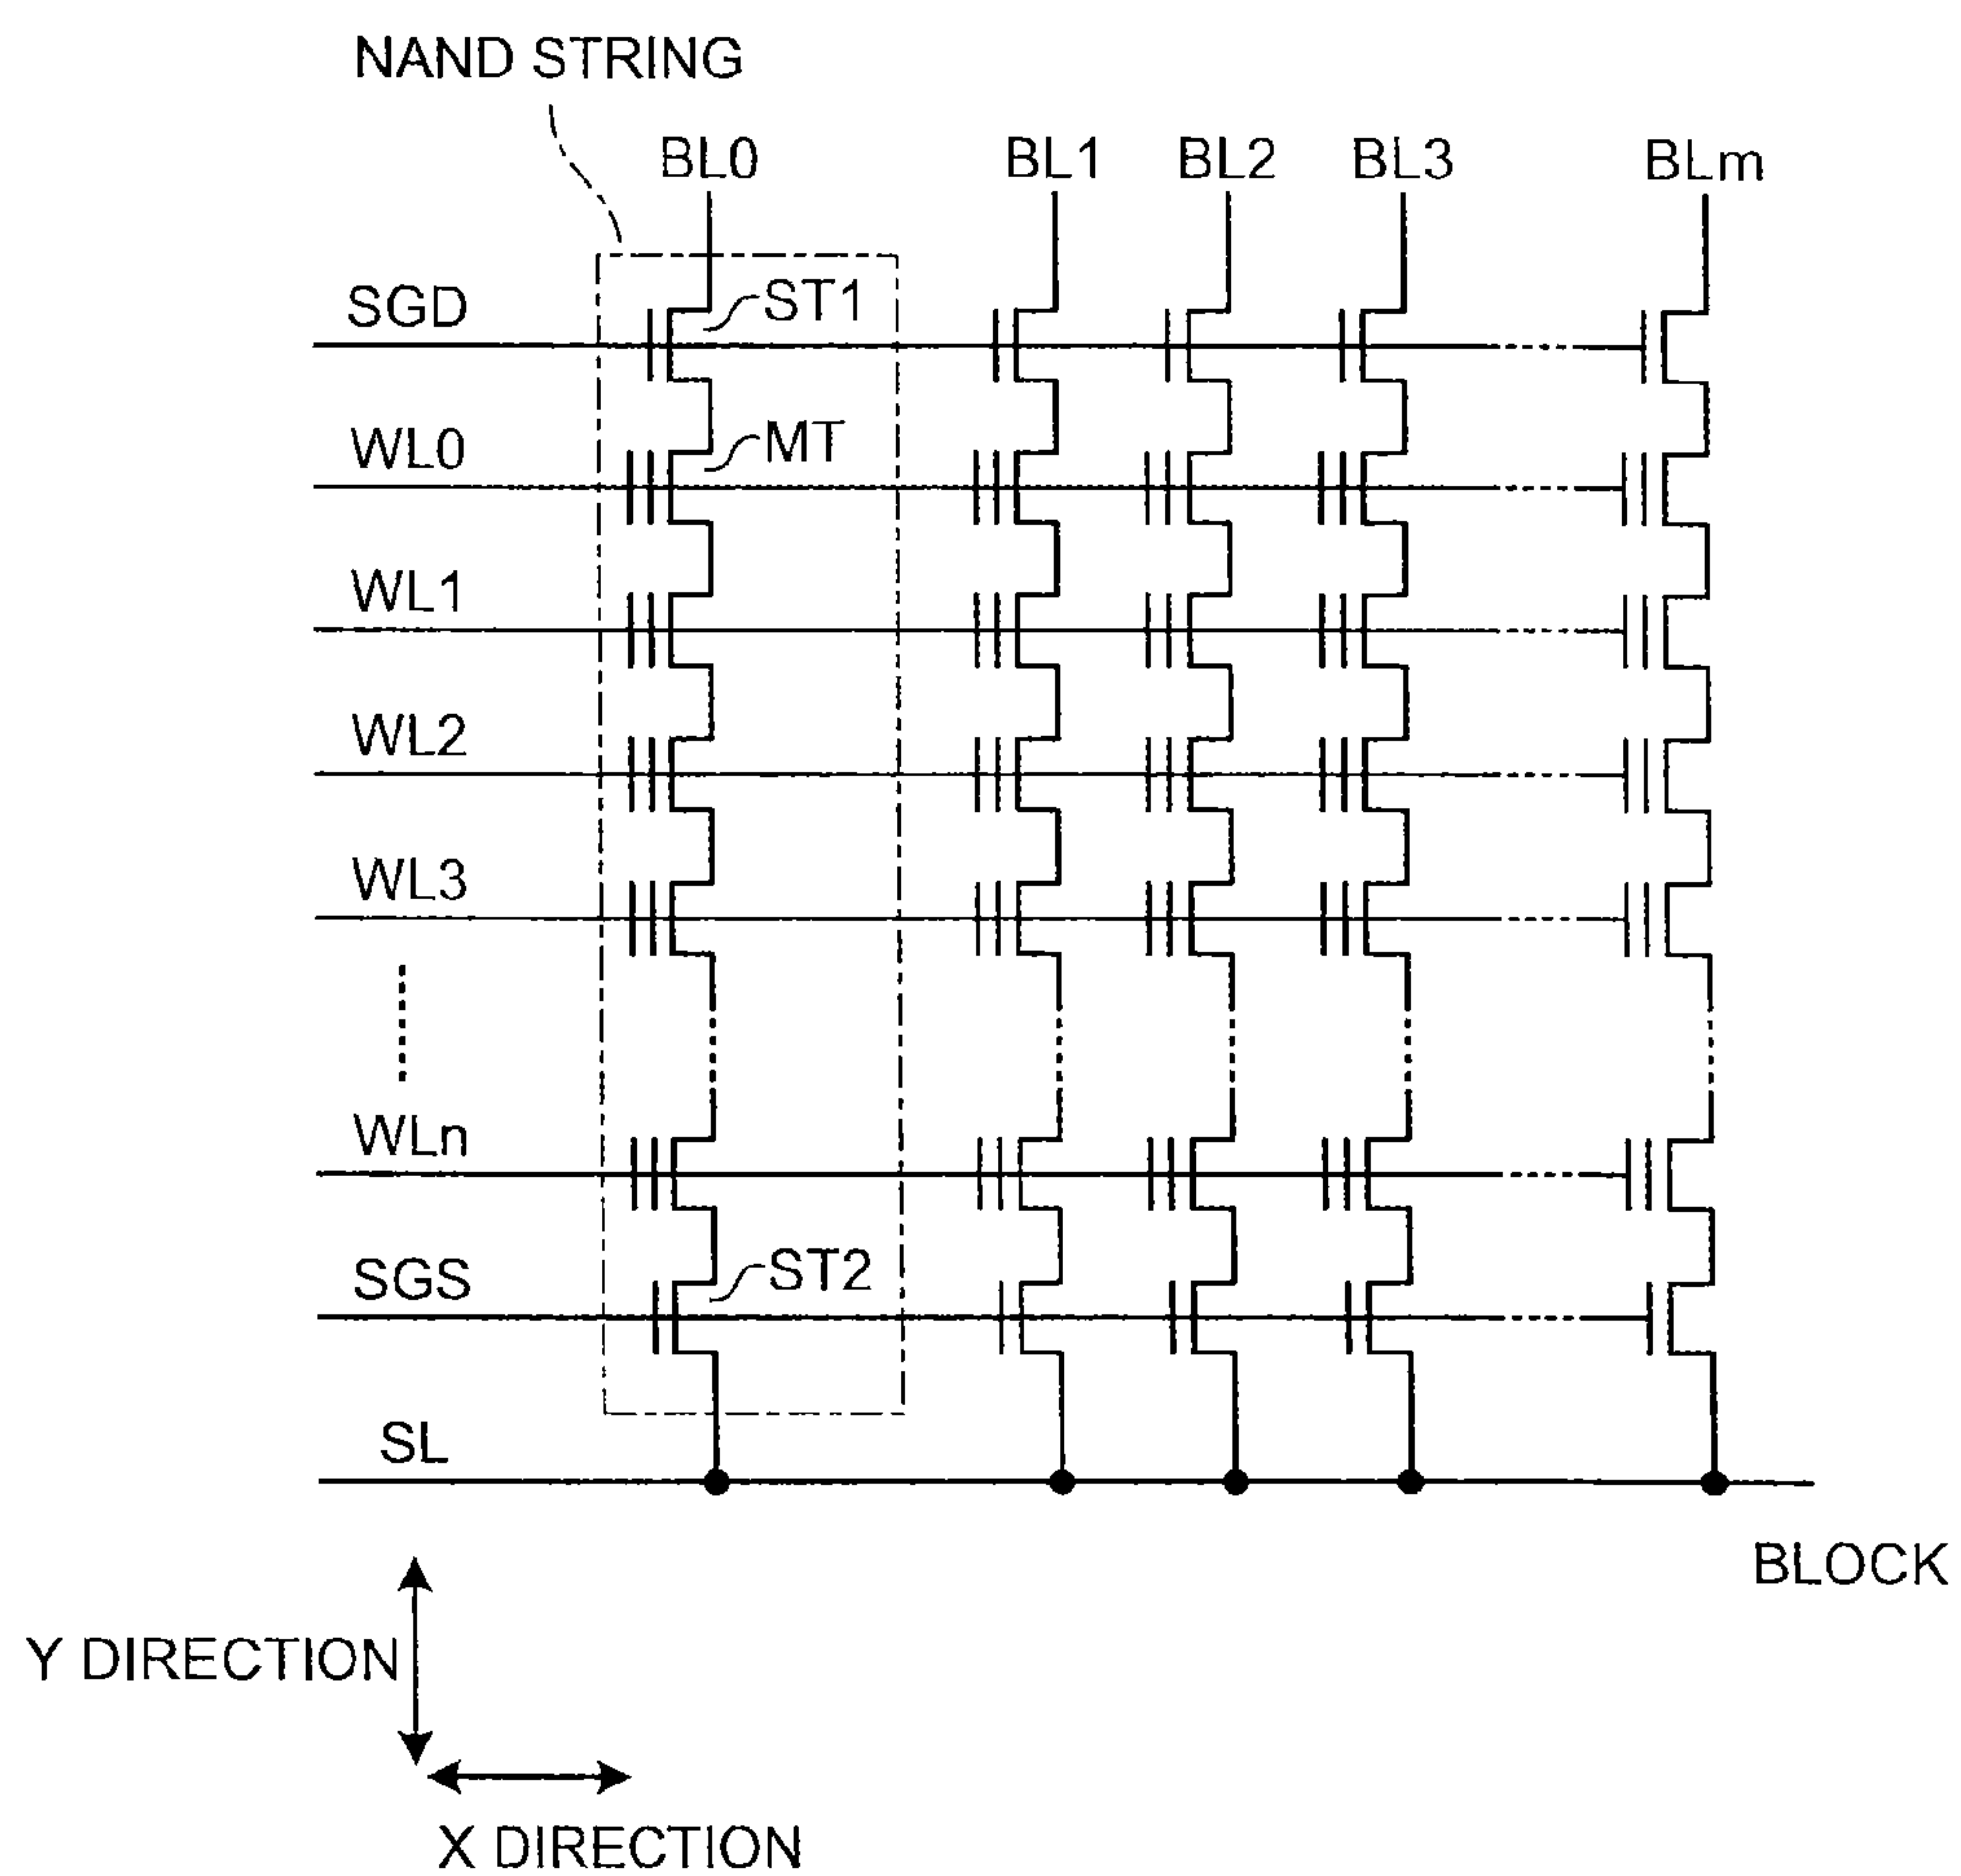 NAND STRING
BL0 BL1 BL2 BL3 BLm
SGD ST1
WL0 MT
WL1
WL2
WL3
WLn
SGS ST2
SL
BLOCK
Y DIRECTION
X DIRECTION